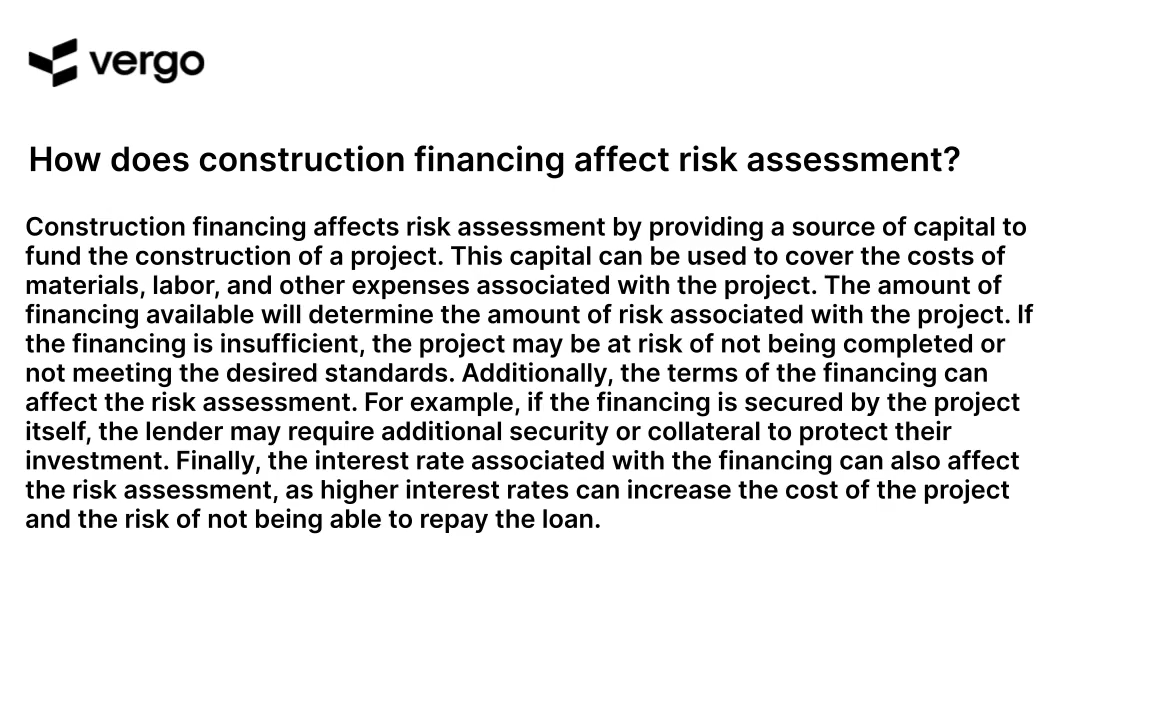 vergo
How does construction financing affect risk assessment?
Construction financing affects risk assessment by providing a source of capital to
fund the construction of a project. This capital can be used to cover the costs of
materials, labor, and other expenses associated with the project. The amount of
financing available will determine the amount of risk associated with the project. If
the financing is insufficient, the project may be at risk of not being completed or
not meeting the desired standards. Additionally, the terms of the financing can
affect the risk assessment. For example, if the financing is secured by the project
itself, the lender may require additional security or collateral to protect their
investment. Finally, the interest rate associated with the financing can also affect
the risk assessment, as higher interest rates can increase the cost of the project
and the risk of not being able to repay the loan.